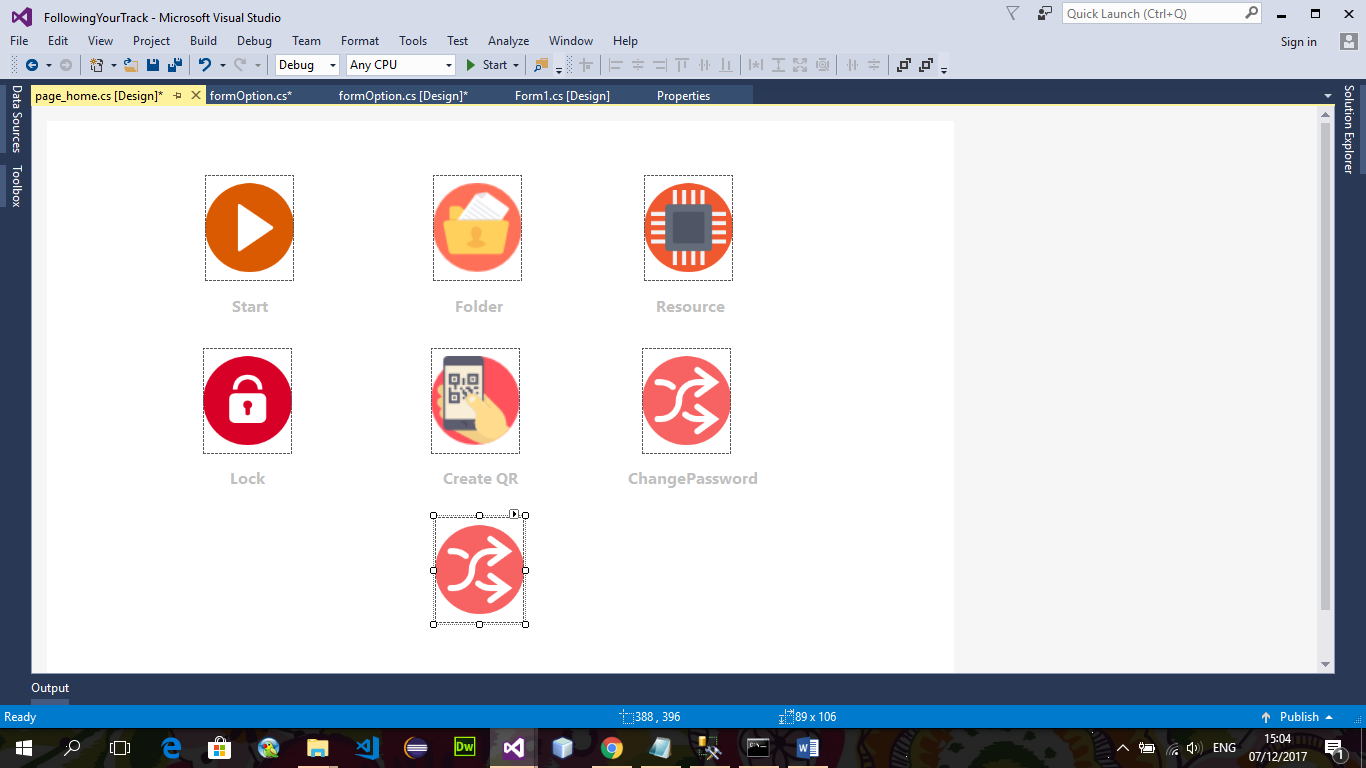 FollowingYourTrack - Microsoft Visual Studio
Quick Launch (Ctrl+Q)
File Edit View Project Build Debug Team Format Tools Test Analyze Window Help
Sign in
Debug Any CPU Start
page_home.cs [Design]* formOption.cs* formOption.cs [Design]* Form1.cs [Design] Properties
Data Sources
Toolbox
Solution Explorer
Start Folder Resource
Lock Create QR ChangePassword
Output
Ready 388 , 396 89 x 106 Publish
Dw ENG 15:04
07/12/2017
1